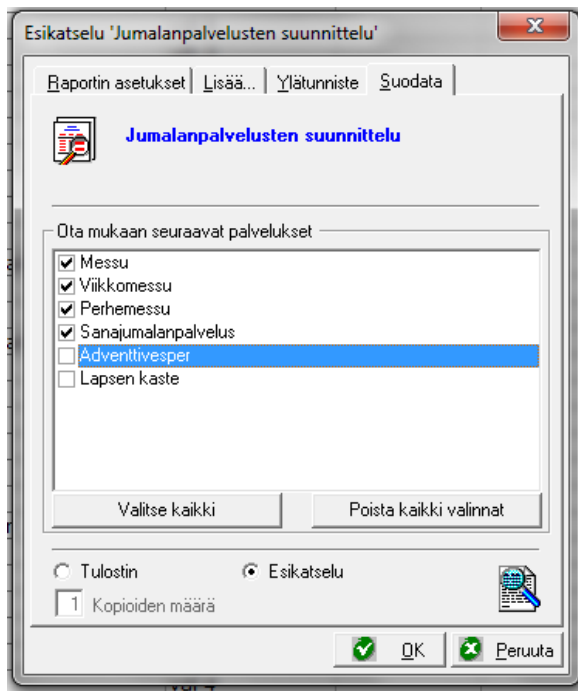 Esikatselu 'Jumalanpalvelusten suunnittelu'
Raportin asetukset Lisää... Ylätunniste Suodata
Jumalanpalvelusten suunnittelu
Ota mukaan seuraavat palvelukset
Messu
Viikkomessu
Perhemessu
Sanajumalanpalvelus
Adventtivesper
Lapsen kaste
Valitse kaikki Poista kaikki valinnat
Tulostin Esikatselu
1 Kopioiden määrä
OK Peruuta